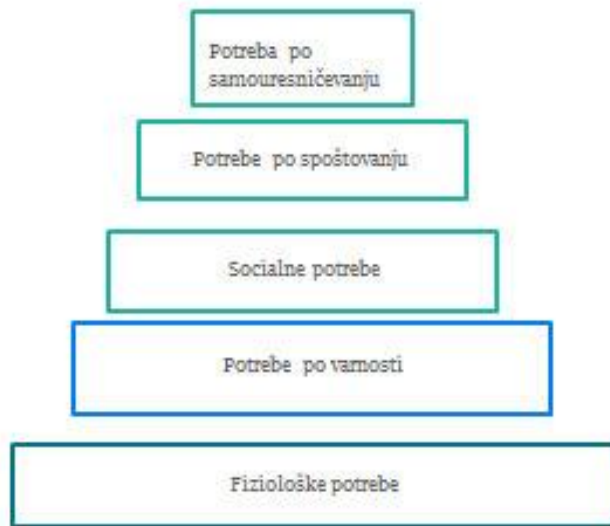 Potreba po
samouresničevanju
Potrebe po spoštovanju
Socialne potrebe
Potrebe po varnosti
Fiziološke potrebe